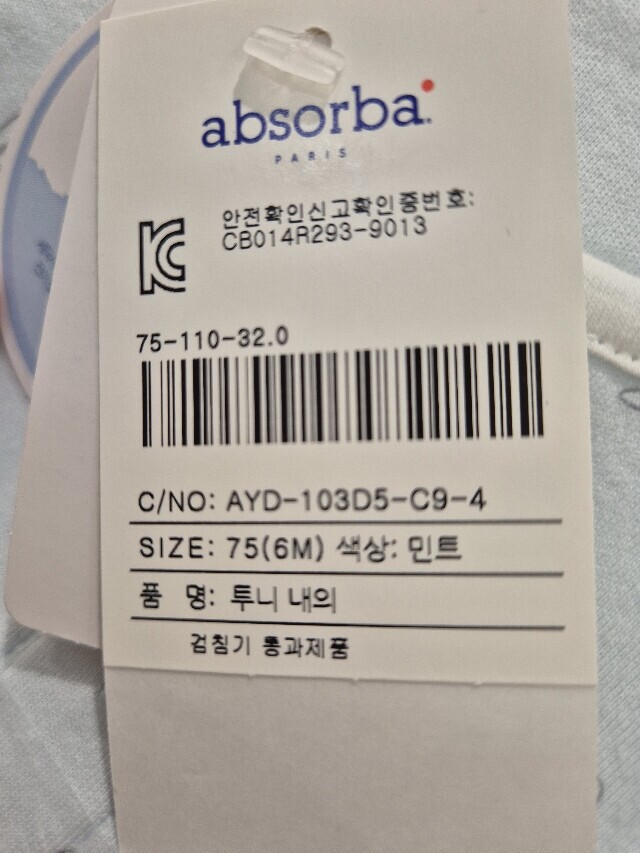 absorba
PARIS
안전확인신고확인증번호:
CB014R293-9013
75-110-32.0
C/NO: AYD-103D5-C9-4
SIZE: 75(6M) 색상: 민트
품 명: 투니 내의
검침기 통과제품